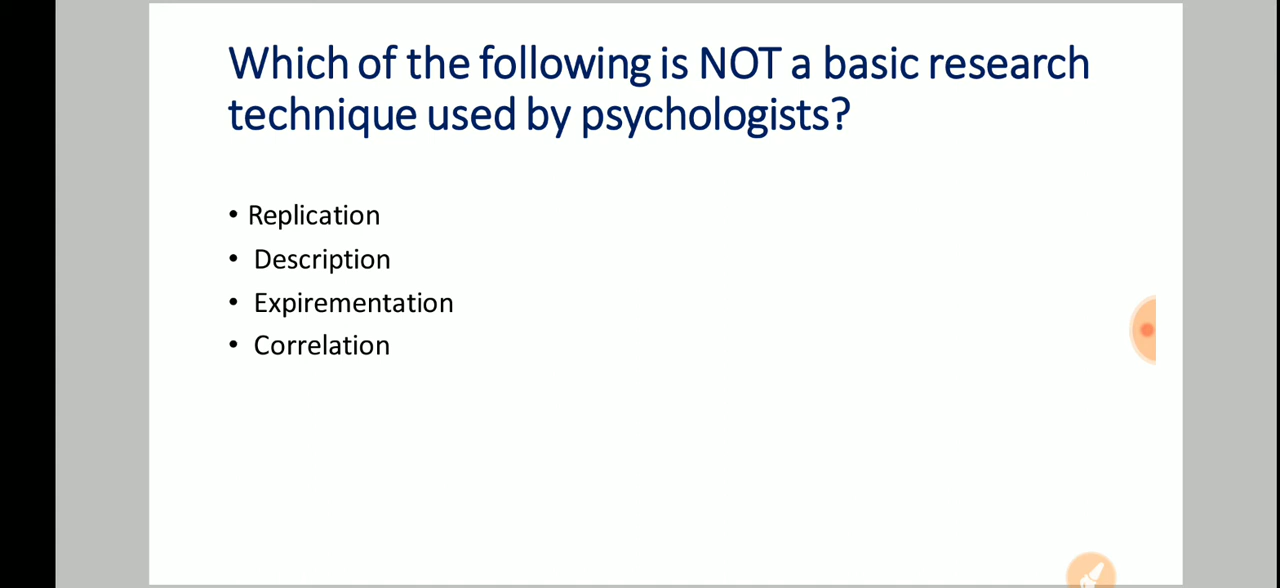 Which of the following is NOT a basic research
technique used by psychologists?
• Replication
• Description
• Expirementation
• Correlation